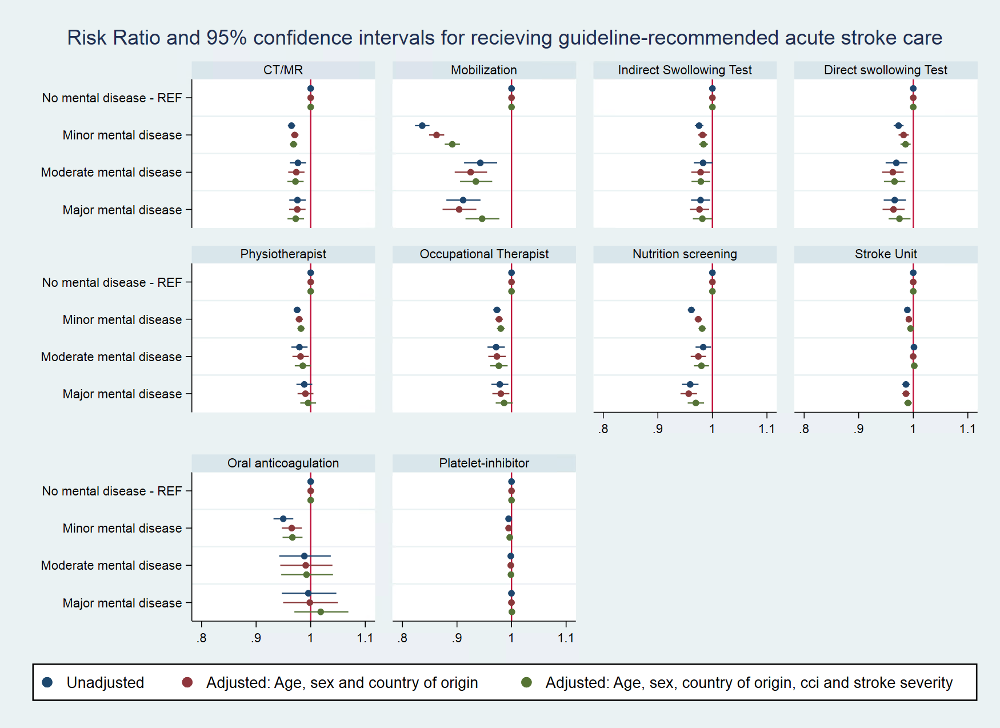 Risk Ratio and 95% confidence intervals for recieving guideline-recommended acute stroke care
CT/MR
Mobilization
Indirect Swollowing Test
Direct swollowing Test
No mental disease - REF
Minor mental disease
Moderate mental disease
Major mental disease
Physiotherapist
Occupational Therapist
Nutrition screening
Stroke Unit
No mental disease - REF
Minor mental disease
Moderate mental disease
Major mental disease
.8 .9 1 1.1
.8 .9 1 1.1
Oral anticoagulation
Platelet-inhibitor
No mental disease - REF
Minor mental disease
Moderate mental disease
Major mental disease
.8 .9 1 1.1
.8 .9 1 1.1
Unadjusted
Adjusted: Age, sex and country of origin
Adjusted: Age, sex, country of origin, cci and stroke severity